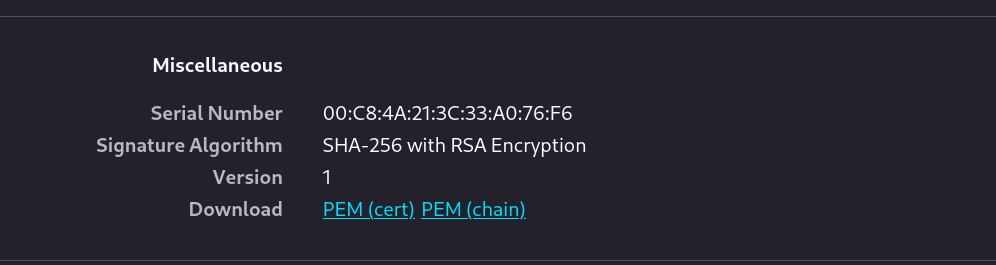 Miscellaneous
Serial Number 00:C8:4A:21:3C:33:A0:76:F6
Signature Algorithm SHA-256 with RSA Encryption
Version 1
Download PEM (cert) PEM (chain)